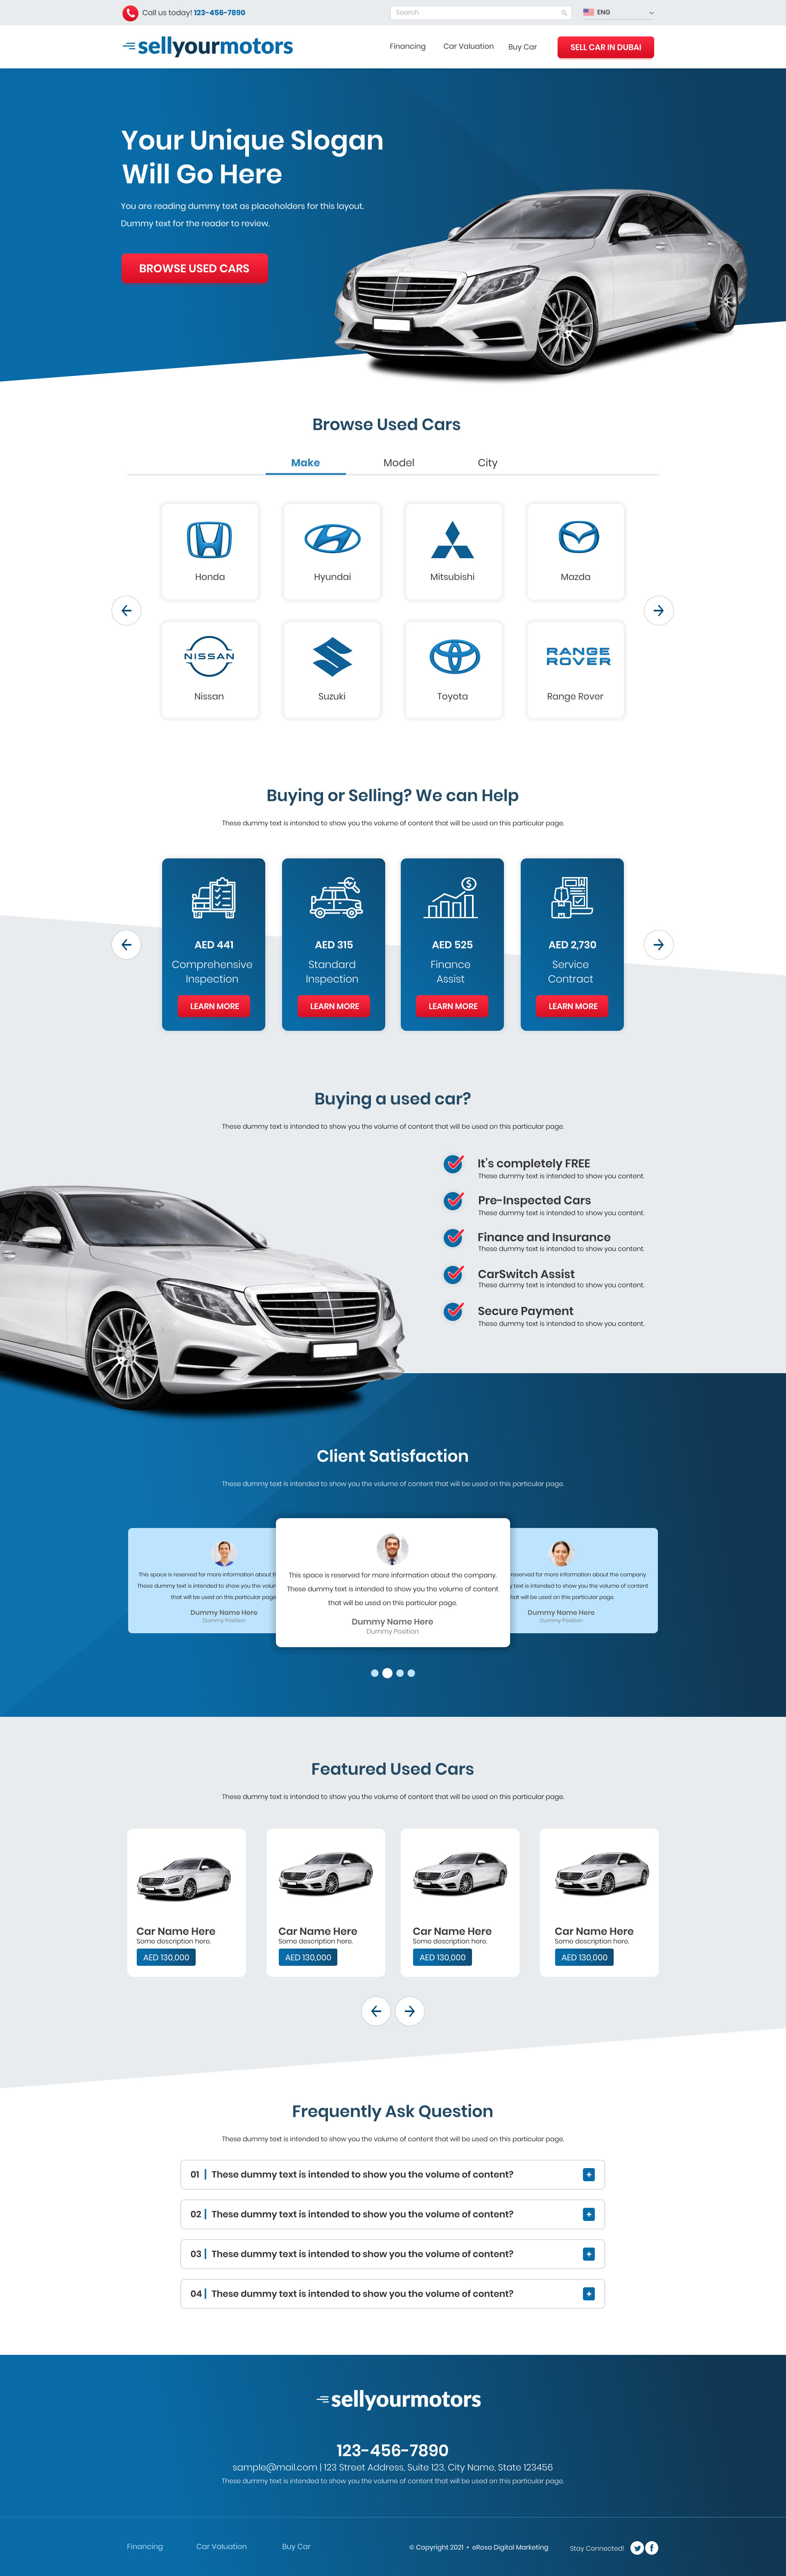 Call us today! 123-456-7890
Search
ENG
sellyourmotors
Financing
Car Valuation
Buy Car
SELL CAR IN DUBAI
Your Unique Slogan
Will Go Here
You are reading dummy text as placeholders for this layout.
Dummy text for the reader to review.
BROWSE USED CARS
Browse Used Cars
Make
Model
City
Honda
Hyundai
Mitsubishi
Mazda
NISSAN
RANGE
ROVER
Nissan
Suzuki
Toyota
Range Rover
Buying or Selling? We can Help
These dummy text is intended to show you the volume of content that will be used on this particular page.
$
AED 441
Comprehensive
Inspection
LEARN MORE
AED 315
Standard
Inspection
LEARN MORE
AED 525
Finance
Assist
LEARN MORE
AED 2,730
Service
Contract
LEARN MORE
Buying a used car?
These dummy text is intended to show you the volume of content that will be used on this particular page.
It's completely FREE
These dummy text is intended to show you content.
Pre-Inspected Cars
These dummy text is intended to show you content.
Finance and Insurance
These dummy text is intended to show you content.
CarSwitch Assist
These dummy text is intended to show you content.
Secure Payment
These dummy text is intended to show you content.
Client Satisfaction
These dummy text is intended to show you the volume of content that will be used on this particular page.
This space is reserved for more information about
These dummy text is intended to show you the
that will be used on this particular page
Dummy Name Here
Dummy Position
This space is reserved for more information about the company.
These dummy text is intended to show you the volume of content
that will be used on this particular page.
Dummy Name Here
Dummy Position
reserved for more information about the company.
text is intended to show you the volume of content
will be used on this particular page.
Dummy Name Here
Dummy Position
Featured Used Cars
These dummy text is intended to show you the volume of content that will be used on this particular page.
Car Name Here
Some description here.
AED 130,000
Car Name Here
Some description here.
AED 130,000
Car Name Here
Some description here.
AED 130,000
Car Name Here
Some description here.
AED 130,000
Frequently Ask Question
These dummy text is intended to show you the volume of content that will be used on this particular page.
01 | These dummy text is intended to show you the volume of content? +
02 | These dummy text is intended to show you the volume of content? +
03 | These dummy text is intended to show you the volume of content? +
04 | These dummy text is intended to show you the volume of content? +
sellyourmotors
123-456-7890
sample@mail.com | 123 Street Address, Suite 123, City Name, State 123456
These dummy text is intended to show you the volume of content that will be used on this particular page.
Financing
Car Valuation
Buy Car
© Copyright 2021 • eRosa Digital Marketing
Stay Connected!